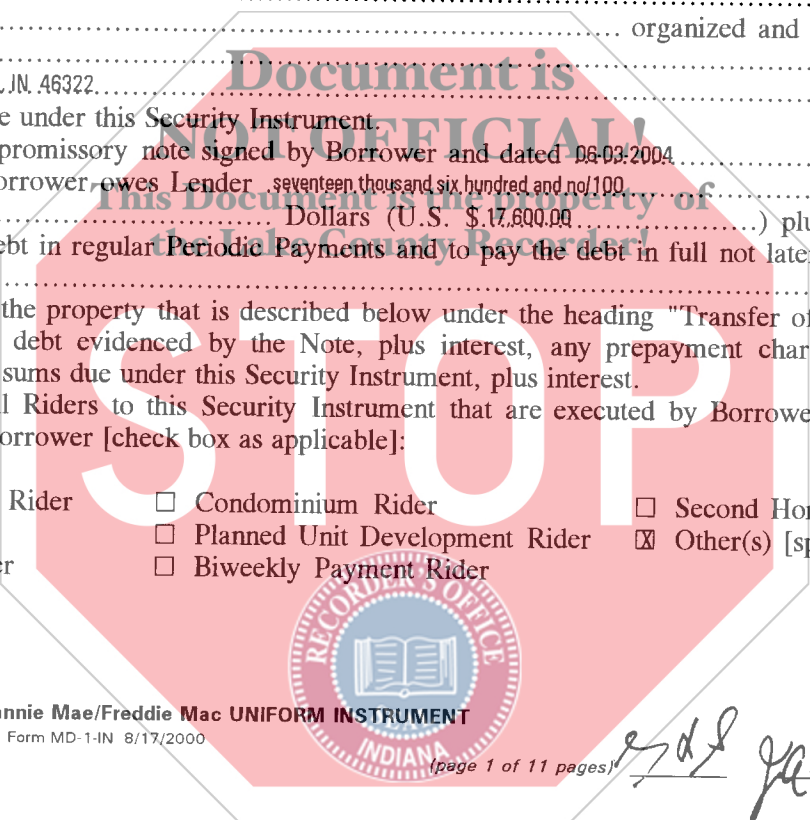 organized and
Document is
, IN. 46322
e under this Security Instrument.
NOT OFFICIAL!
promissory note signed by Borrower and dated 06-03-2004
orrower owes Lender seventeen thousand six hundred and no/100
This Document is the property of
Dollars (U.S. $ 17,600.00 ) plu
the Lake County Recorder!
ebt in regular Periodic Payments and to pay the debt in full not later
the property that is described below under the heading "Transfer of
debt evidenced by the Note, plus interest, any prepayment char
sums due under this Security Instrument, plus interest.
l Riders to this Security Instrument that are executed by Borrowe
orrower [check box as applicable]:
STOP
Rider ☐ Condominium Rider ☐ Second Hom
☐ Planned Unit Development Rider ☒ Other(s) [sp
er ☐ Biweekly Payment Rider
RECORDER'S OFFICE
SEAL
INDIANA
annie Mae/Freddie Mac UNIFORM INSTRUMENT
Form MD-1-IN 8/17/2000
(page 1 of 11 pages)